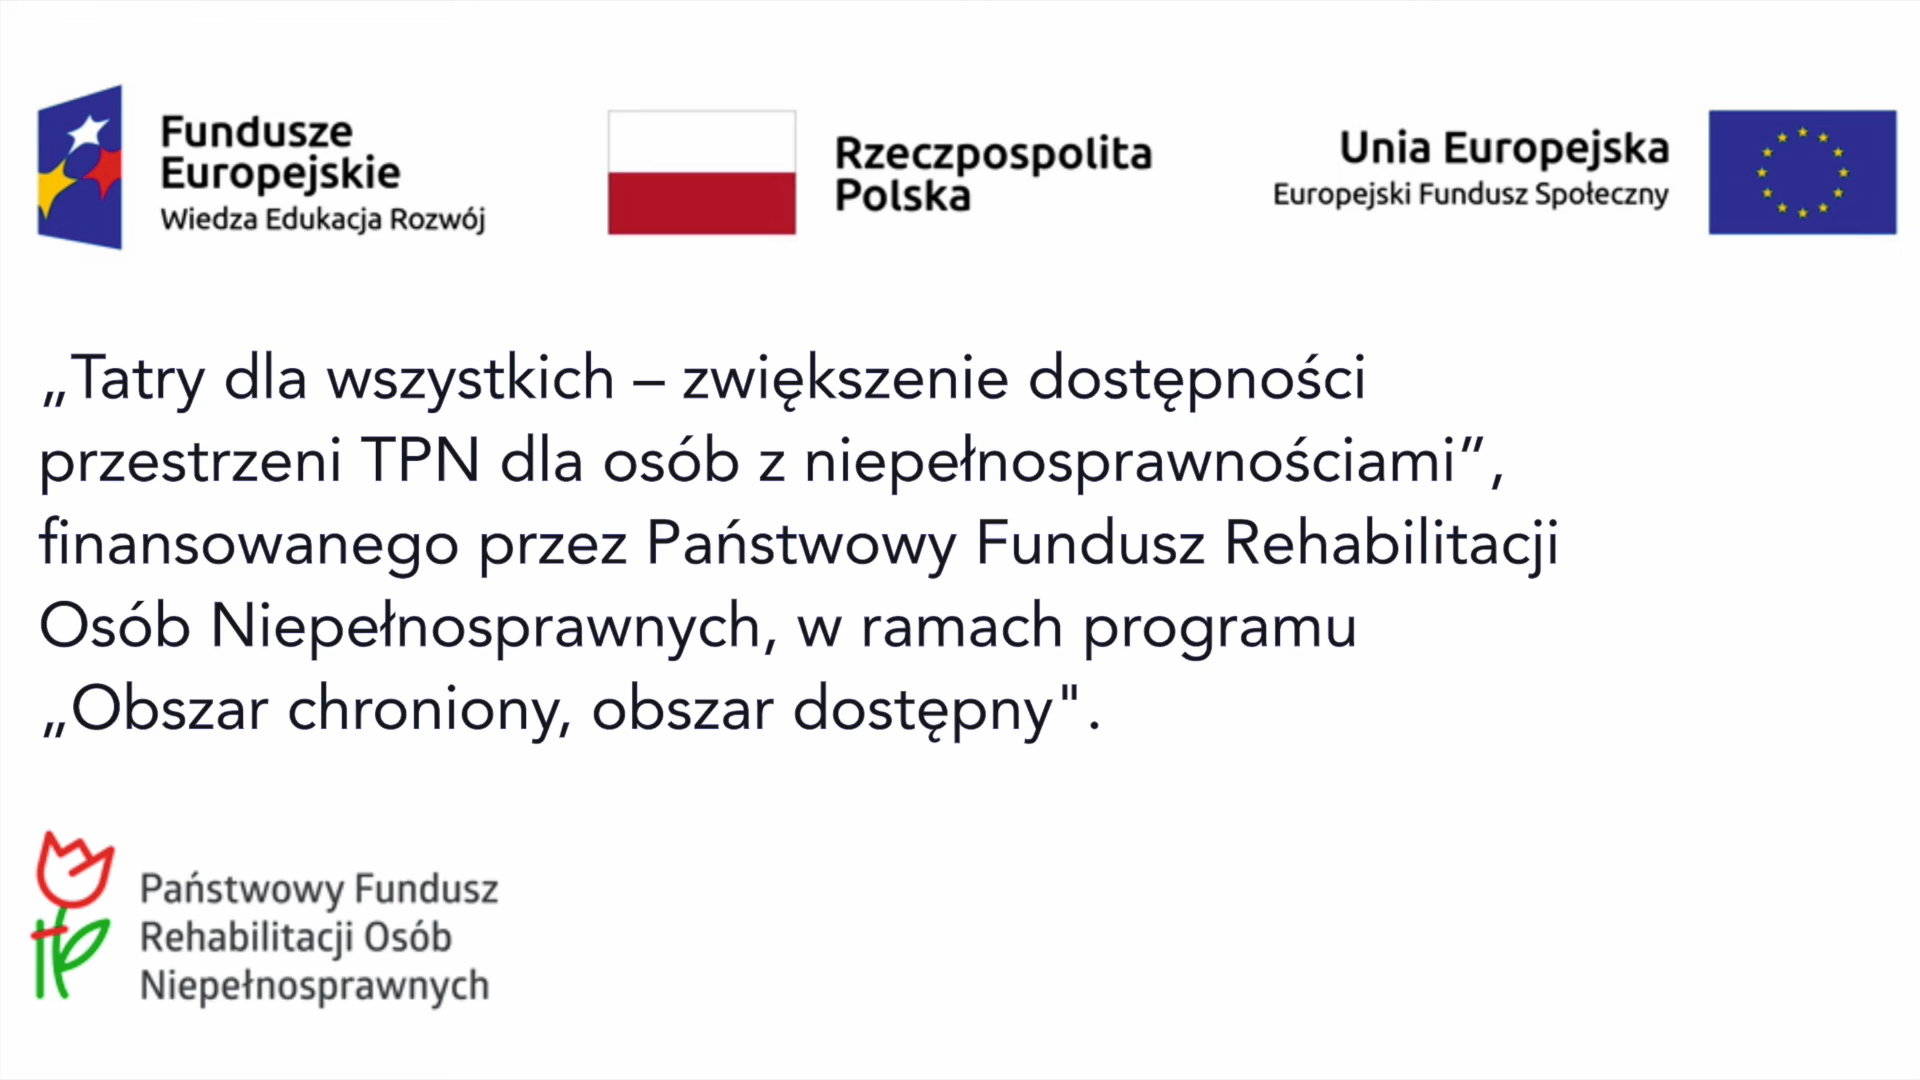 Fundusze
Europejskie
Wiedza Edukacja Rozwój
Rzeczpospolita
Polska
Unia Europejska
Europejski Fundusz Społeczny
„Tatry dla wszystkich – zwiększenie dostępności
przestrzeni TPN dla osób z niepełnosprawnościami”,
finansowanego przez Państwowy Fundusz Rehabilitacji
Osób Niepełnosprawnych, w ramach programu
„Obszar chroniony, obszar dostępny".
Państwowy Fundusz
Rehabilitacji Osób
Niepełnosprawnych